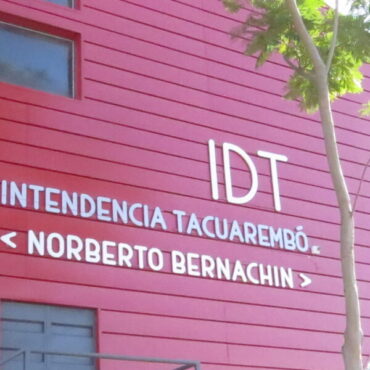 IDT
INTENDENCIA TACUAREMBÓ
< NORBERTO BERNACHIN >